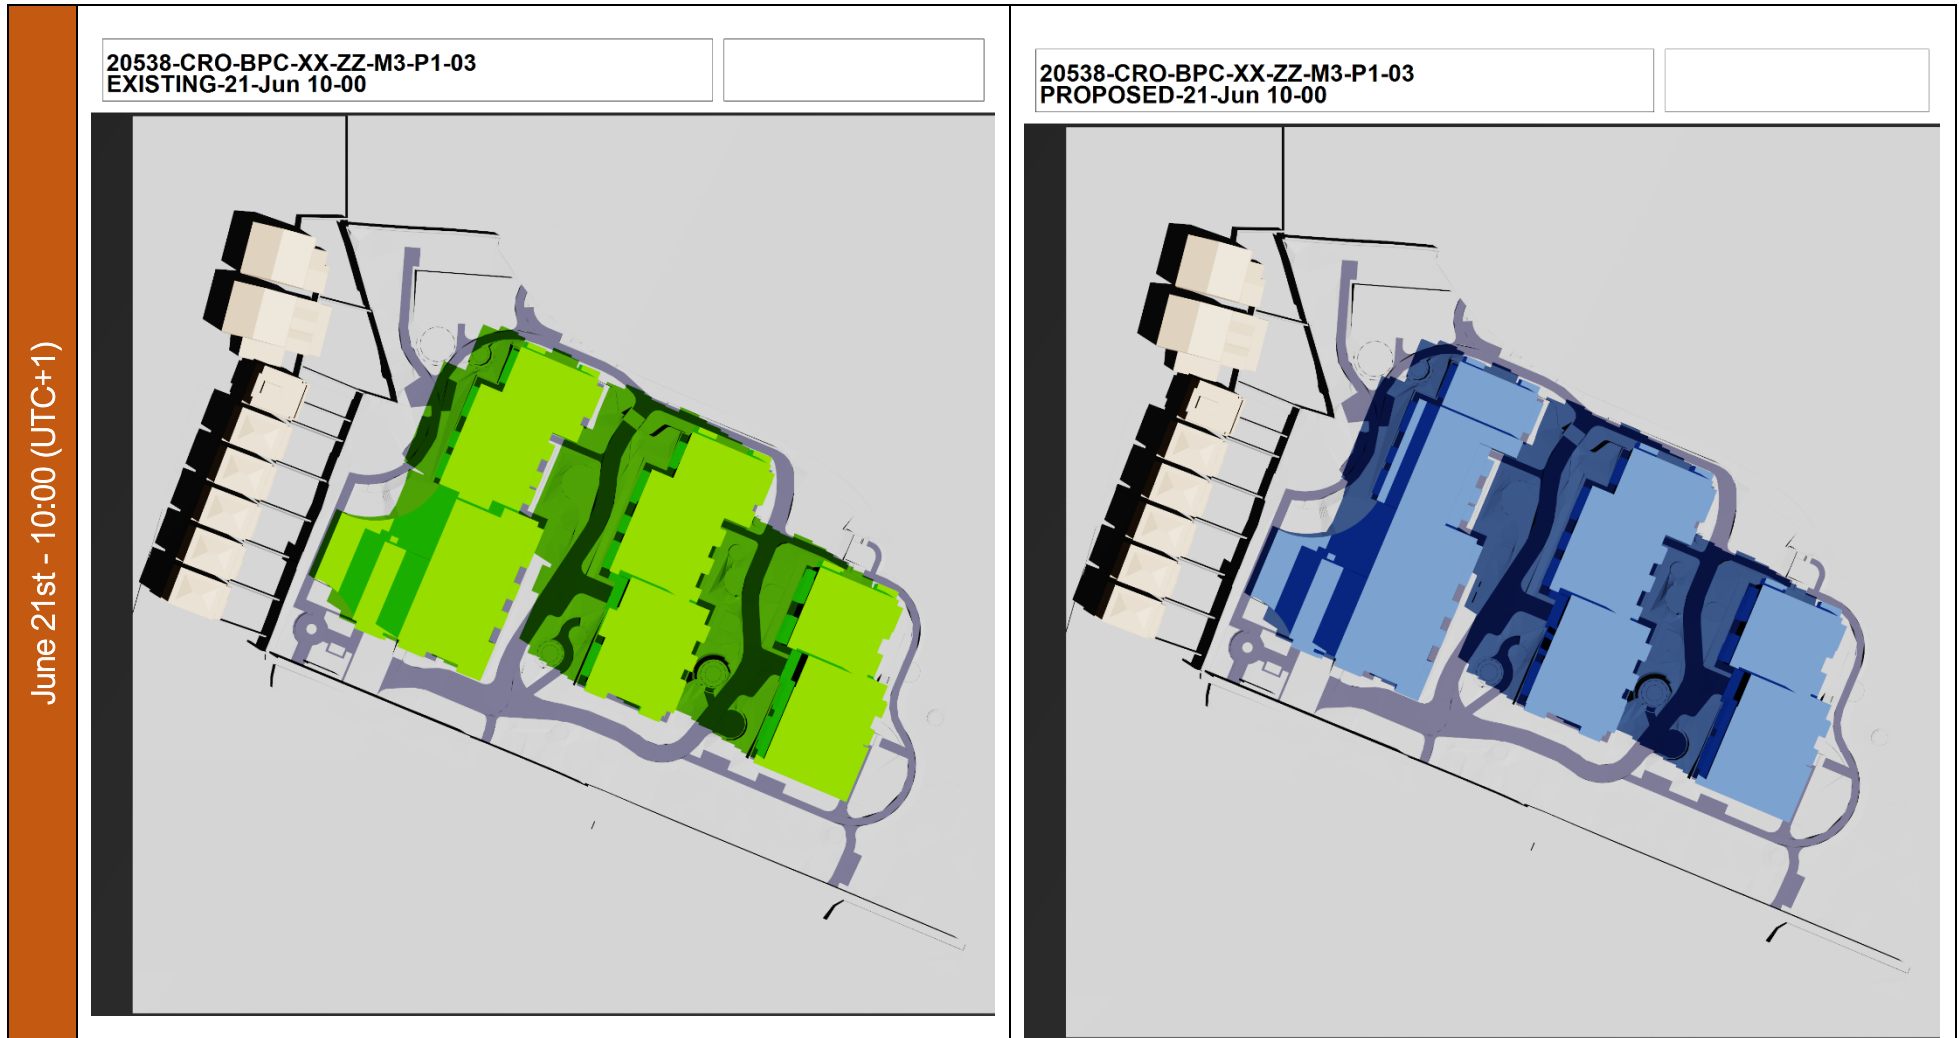 June 21st - 10:00 (UTC+1)
20538-CRO-BPC-XX-ZZ-M3-P1-03
EXISTING-21-Jun 10-00
20538-CRO-BPC-XX-ZZ-M3-P1-03
PROPOSED-21-Jun 10-00